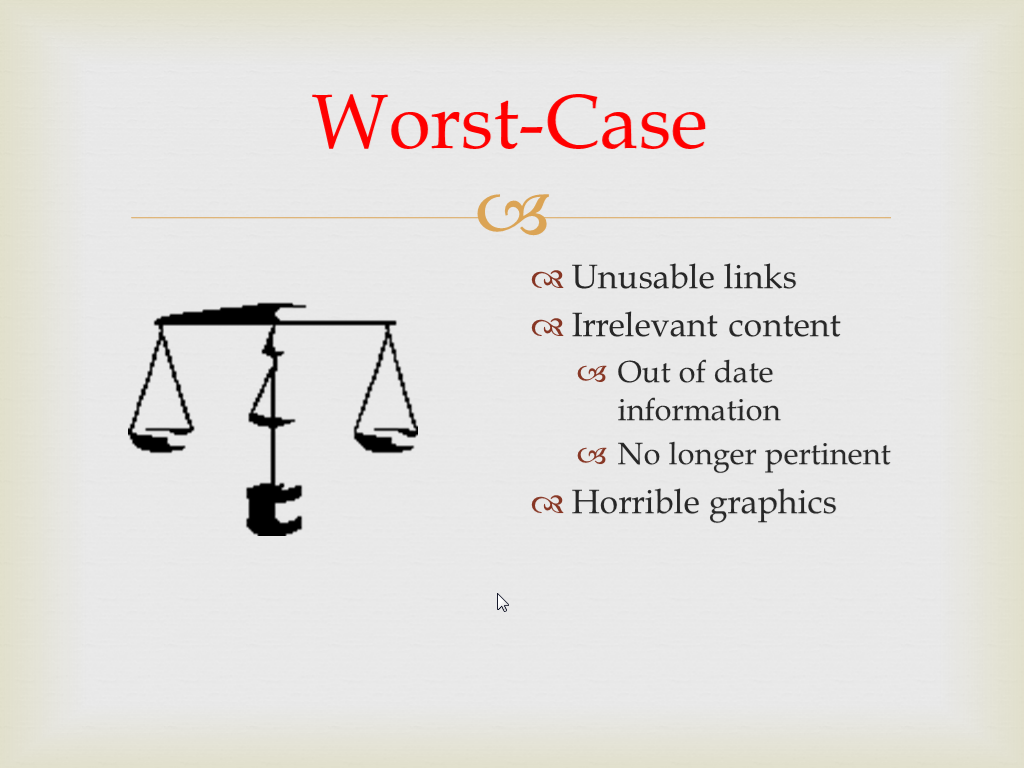 Worst-Case
Unusable links
Irrelevant content
Out of date
information
No longer pertinent
Horrible graphics